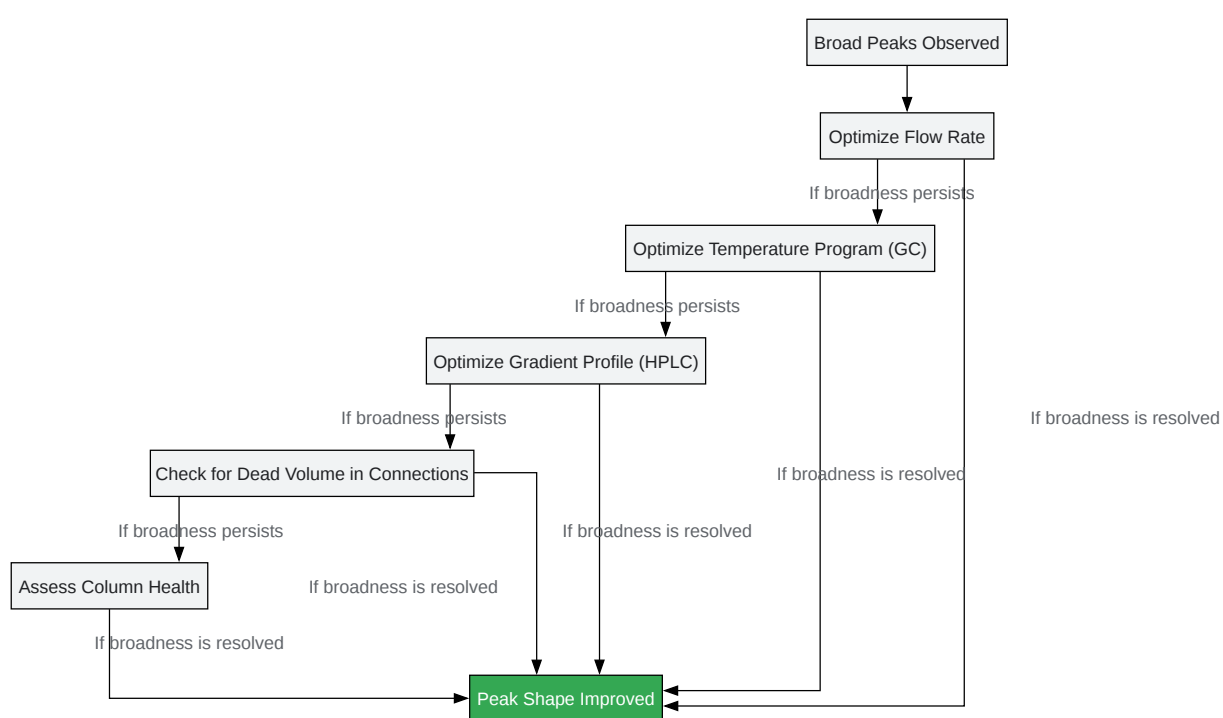 Broad Peaks Observed
Optimize Flow Rate
If broadness persists
Optimize Temperature Program (GC)
If broadness persists
Optimize Gradient Profile (HPLC)
If broadness persists
If broadness is resolved
Check for Dead Volume in Connections
If broadness is resolved
If broadness persists
If broadness is resolved
Assess Column Health
If broadness is resolved
If broadness is resolved
Peak Shape Improved